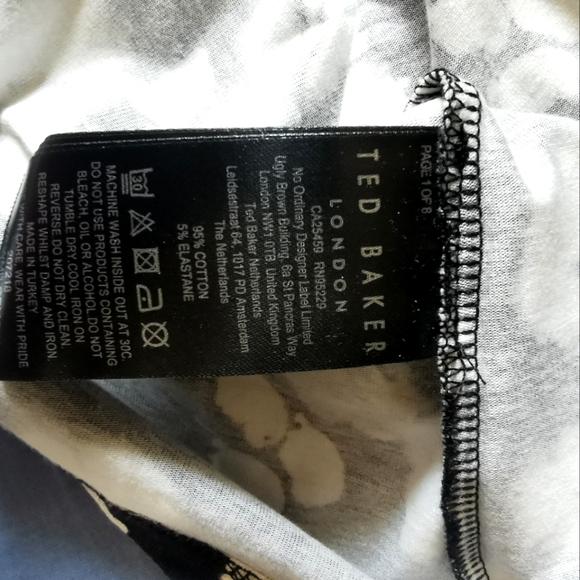 PAGE 1 OF 8
TED BAKER
LONDON
CA25459 RN95229
No Ordinary Designer Label Limited
Ugly Brown Building, 6a St Pancras Way
London NW1 0TB United Kingdom
Ted Baker Netherlands
Leidsestraat 64, 1017 PD Amsterdam
The Netherlands
95% COTTON
5% ELASTANE
30
MACHINE WASH INSIDE OUT AT 30C.
DO NOT USE PRODUCTS CONTAINING
BLEACH, OIL OR ALCOHOL DO NOT
TUMBLE DRY COOL IRON ON
REVERSE DO NOT DRY CLEAN.
RESHAPE WHILST DAMP AND IRON
WITH CARE. WEAR WITH PRIDE
MADE IN TURKEY